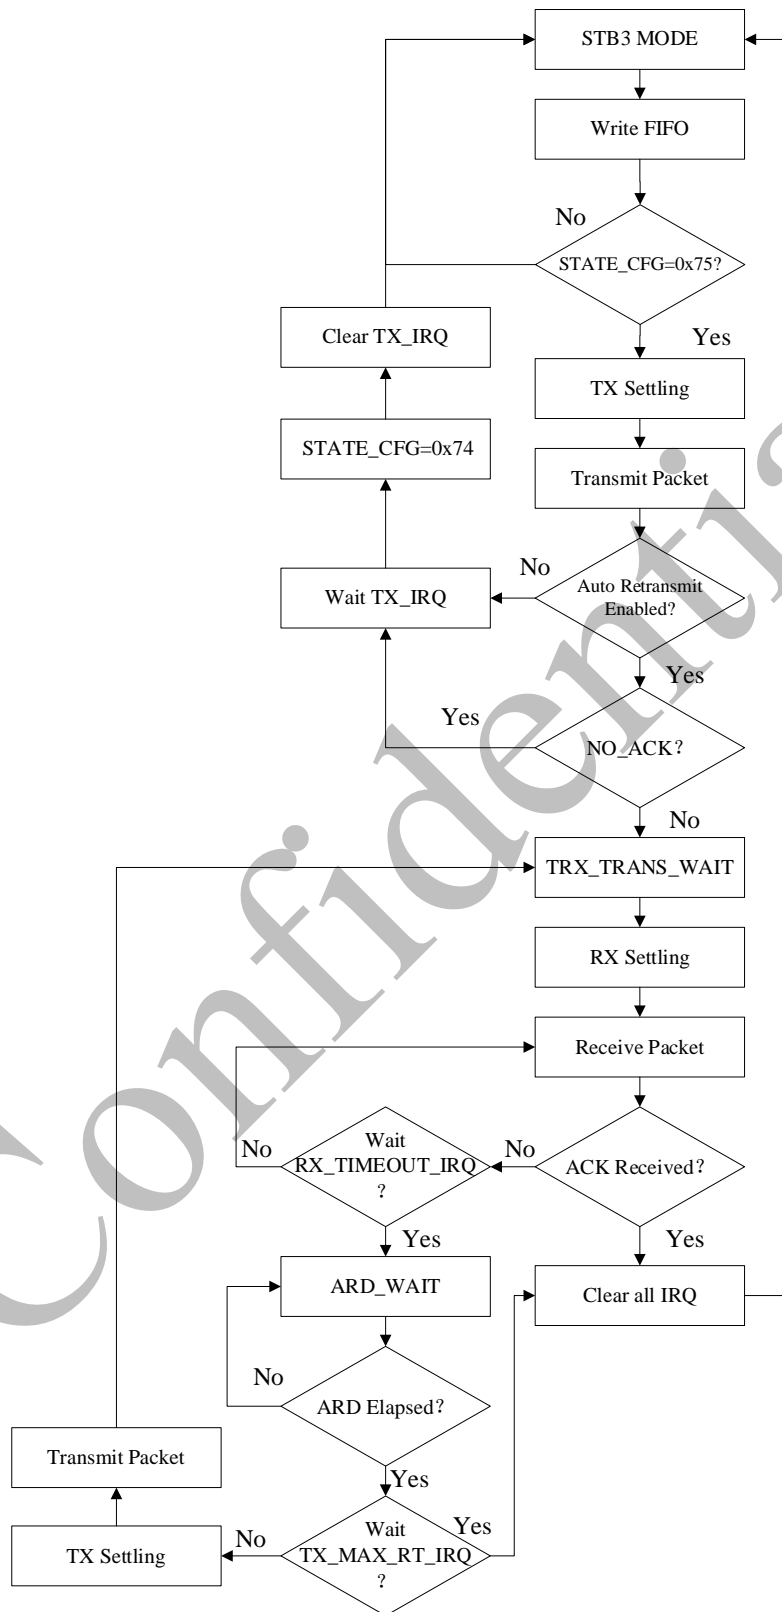 STB3 MODE
Write FIFO
No
STATE_CFG=0x75?
Clear TX_IRQ
Yes
TX Settling
STATE_CFG=0x74
Transmit Packet
No
Wait TX_IRQ
Auto Retransmit
Enabled?
Yes
Yes
NO_ACK?
No
TRX_TRANS_WAIT
RX Settling
Receive Packet
No
Wait
RX_TIMEOUT_IRQ
?
No
ACK Received?
Yes
Yes
ARD_WAIT
Clear all IRQ
No
ARD Elapsed?
Transmit Packet
Yes
TX Settling
No
Wait
TX_MAX_RT_IRQ
?
Yes
Confidentia